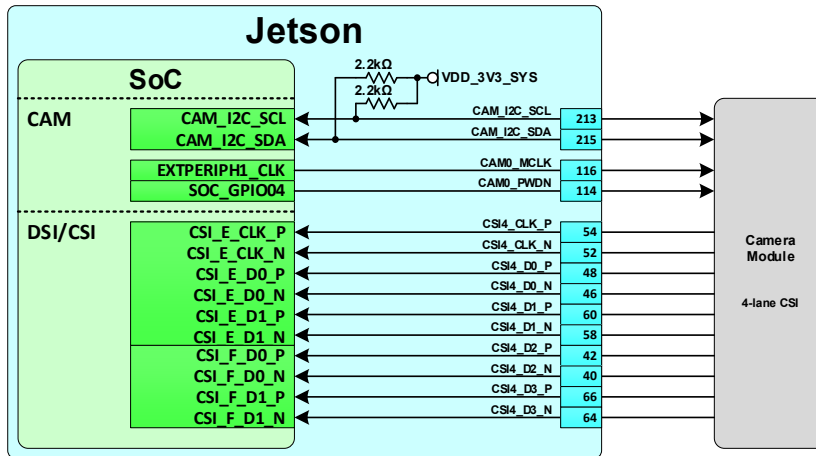 Jetson
SoC
2.2kΩ
VDD_3V3_SYS
2.2kΩ
CAM
CAM_I2C_SCL
CAM_I2C_SCL
213
CAM_I2C_SDA
CAM_I2C_SDA
215
EXTPERIPH1_CLK
CAM0_MCLK
116
SOC_GPIO04
CAM0_PWDN
114
DSI/CSI
CSI_E_CLK_P
CSI4_CLK_P
54
CSI_E_CLK_N
CSI4_CLK_N
52
CSI_E_D0_P
CSI4_D0_P
48
CSI_E_D0_N
CSI4_D0_N
46
CSI_E_D1_P
CSI4_D1_P
60
CSI_E_D1_N
CSI4_D1_N
58
CSI_F_D0_P
CSI4_D2_P
42
CSI_F_D0_N
CSI4_D2_N
40
CSI_F_D1_P
CSI4_D3_P
66
CSI_F_D1_N
CSI4_D3_N
64
Camera
Module
4-lane CSI